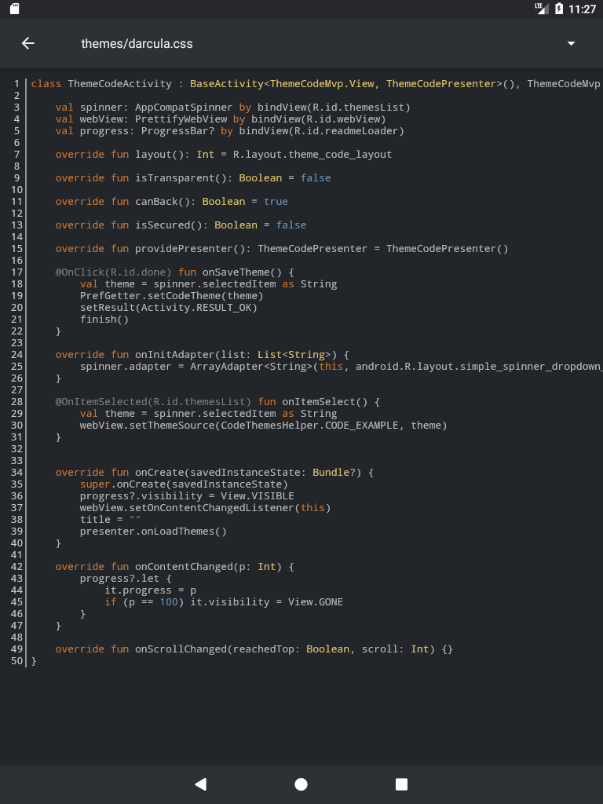 LTE 11:27
themes/darcula.css
1 class ThemeCodeActivity : BaseActivity<ThemeCodeMvp.View, ThemeCodePresenter>(), ThemeCodeMvp
2
3     val spinner: AppCompatSpinner by bindView(R.id.themesList)
4     val webView: PrettifyWebView by bindView(R.id.webView)
5     val progress: ProgressBar? by bindView(R.id.readmeLoader)
6
7     override fun layout(): Int = R.layout.theme_code_layout
8
9     override fun isTransparent(): Boolean = false
10
11     override fun canBack(): Boolean = true
12
13     override fun isSecured(): Boolean = false
14
15     override fun providePresenter(): ThemeCodePresenter = ThemeCodePresenter()
16
17     @OnClick(R.id.done) fun onSaveTheme() {
18         val theme = spinner.selectedItem as String
19         PrefGetter.setCodeTheme(theme)
20         setResult(Activity.RESULT_OK)
21         finish()
22     }
23
24     override fun onInitAdapter(list: List<String>) {
25         spinner.adapter = ArrayAdapter<String>(this, android.R.layout.simple_spinner_dropdown_
26     }
27
28     @OnItemSelected(R.id.themesList) fun onItemSelect() {
29         val theme = spinner.selectedItem as String
30         webView.setThemeSource(CodeThemesHelper.CODE_EXAMPLE, theme)
31     }
32
33
34     override fun onCreate(savedInstanceState: Bundle?) {
35         super.onCreate(savedInstanceState)
36         progress?.visibility = View.VISIBLE
37         webView.setOnContentChangedListener(this)
38         title = ""
39         presenter.onLoadThemes()
40     }
41
42     override fun onContentChanged(p: Int) {
43         progress?.let {
44             it.progress = p
45             if (p == 100) it.visibility = View.GONE
46         }
47     }
48
49     override fun onScrollChanged(reachedTop: Boolean, scroll: Int) {}
50 }